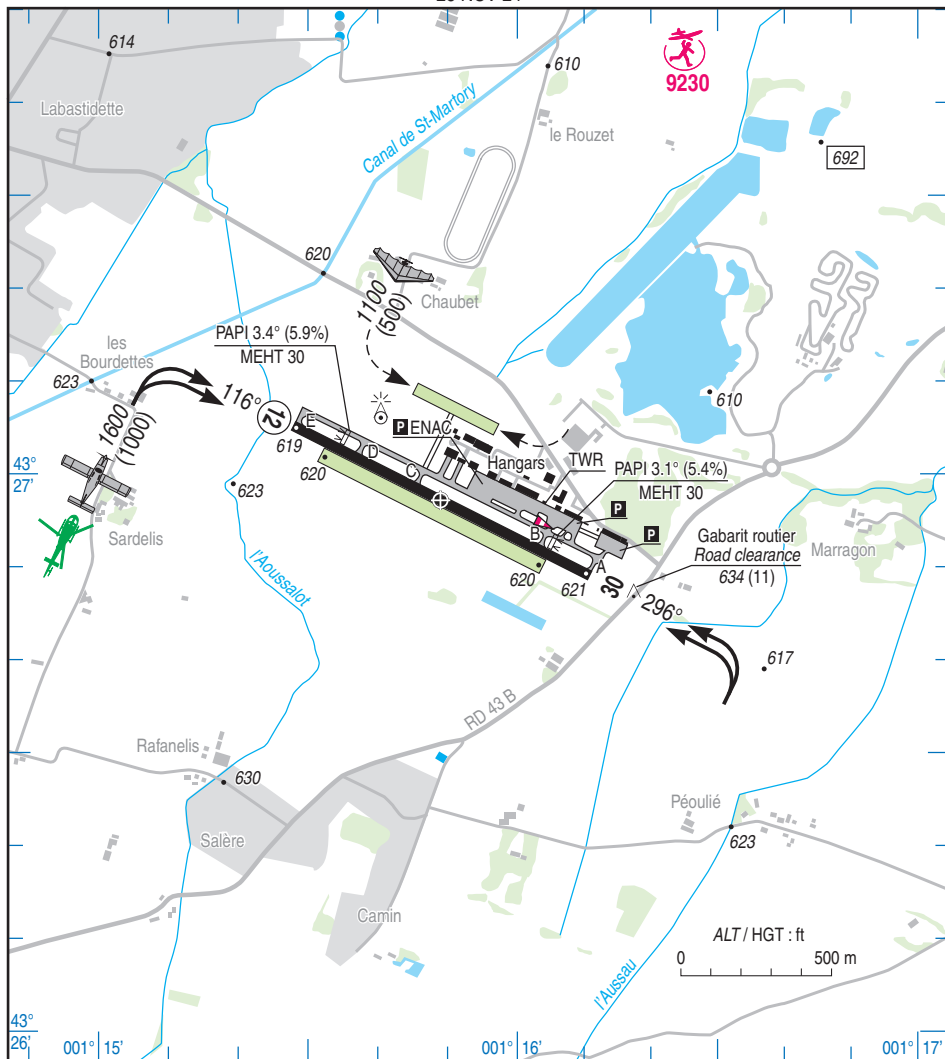 614
610
9230
Labastidette
Canal de St-Martory
le Rouzet
692
620
Chaubet
1100
(500)
PAPI 3.4° (5.9%)
MEHT 30
les
Bourdettes
623
610
1600
(1000)
116°
12
E
P ENAC
619
D
Hangars
TWR
PAPI 3.1° (5.4%)
MEHT 30
43°
27'
620
C
623
P
Sardelis
B
P
Gabarit routier
Road clearance
634 (11)
Marragon
A
620
621
30
296°
l'Aoussalot
617
RD 43 B
Rafanelis
630
Péoulié
Salère
623
Camin
ALT / HGT : ft
0
500 m
l'Aussau
43°
26'
001° 15'
001° 16'
001° 17'